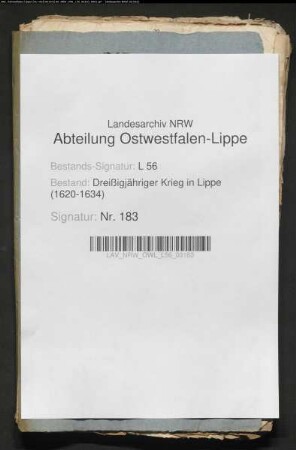 Landesarchiv NRW
Abteilung Ostwestfalen-Lippe
Bestands-Signatur: L 56
Bestand: Dreißigjähriger Krieg in Lippe
(1620-1634)
Signatur: Nr. 183
LAV_NRW_OWL_L56_00183